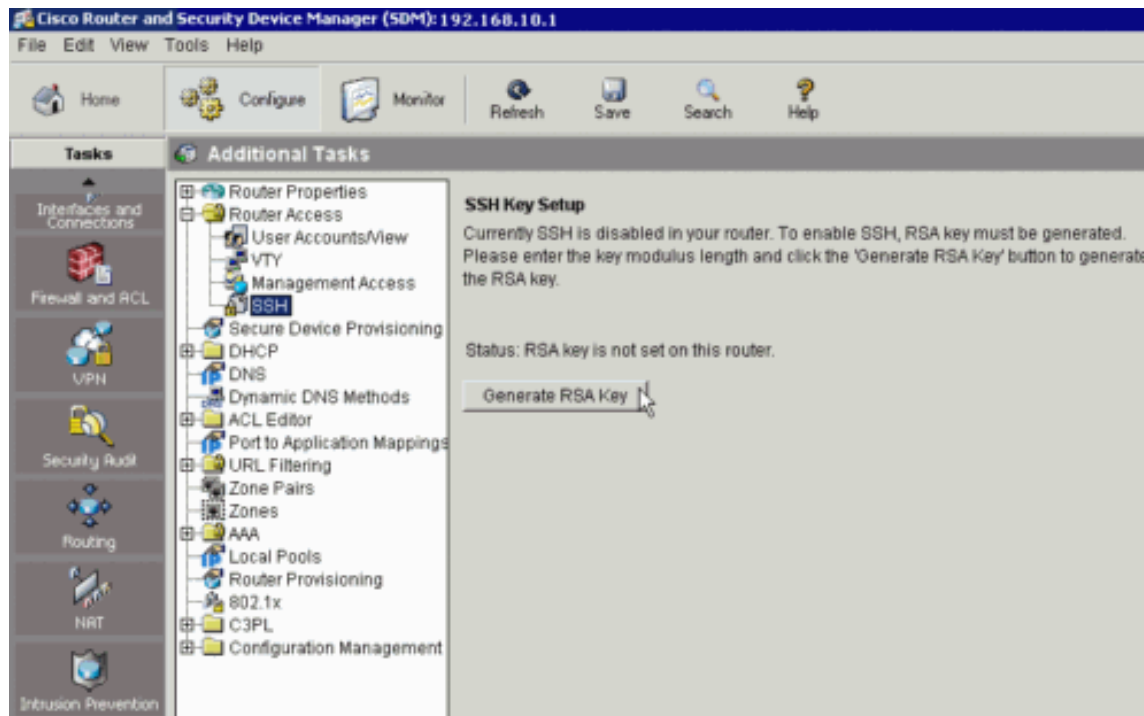 Cisco Router and Security Device Manager (SDM): 192.168.10.1
File Edit View Tools Help
Home Configure Monitor Refresh Save Search Help
Tasks
Additional Tasks
Interfaces and
Connections
Firewall and ACL
VPN
Security Audit
Routing
NAT
Intrusion Prevention
Router Properties
Router Access
User Accounts/View
VTY
Management Access
SSH
Secure Device Provisioning
DHCP
DNS
Dynamic DNS Methods
ACL Editor
Port to Application Mappings
URL Filtering
Zone Pairs
Zones
AAA
Local Pools
Router Provisioning
802.1x
C3PL
Configuration Management
SSH Key Setup
Currently SSH is disabled in your router. To enable SSH, RSA key must be generated.
Please enter the key modulus length and click the 'Generate RSA Key' button to generate
the RSA key.
Status: RSA key is not set on this router.
Generate RSA Key